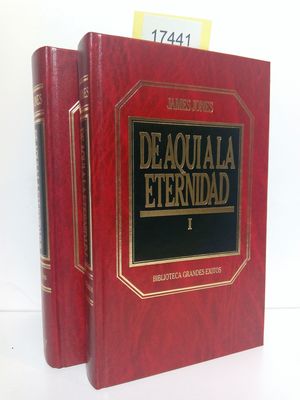 17441
JAMES JONES
DE AQUI A LA
ETERNIDAD
I
BIBLIOTECA GRANDES EXITOS